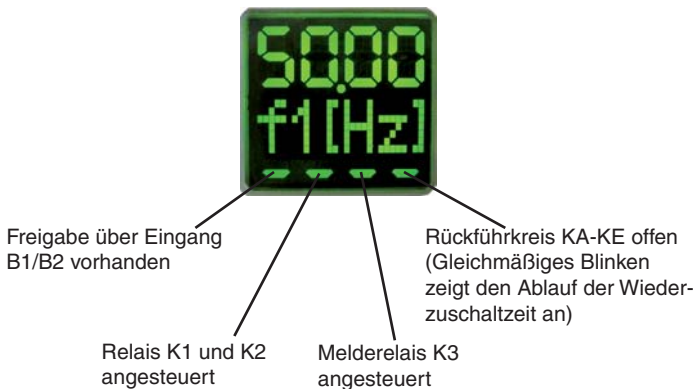 50.00
f1[Hz]
Freigabe über Eingang
B1/B2 vorhanden
Rückführkreis KA-KE offen
(Gleichmäßiges Blinken
zeigt den Ablauf der Wieder-
zuschaltzeit an)
Relais K1 und K2
angesteuert
Melderelais K3
angesteuert